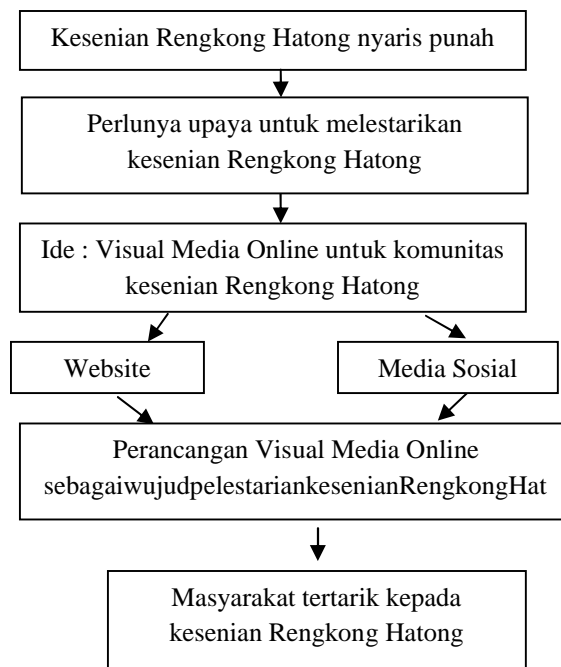 Kesenian Rengkong Hatong nyaris punah
Perlunya upaya untuk melestarikan
kesenian Rengkong Hatong
Ide : Visual Media Online untuk komunitas
kesenian Rengkong Hatong
Website
Media Sosial
Perancangan Visual Media Online
sebagaiwujudpelestariankesenianRengkongHat
Masyarakat tertarik kepada
kesenian Rengkong Hatong